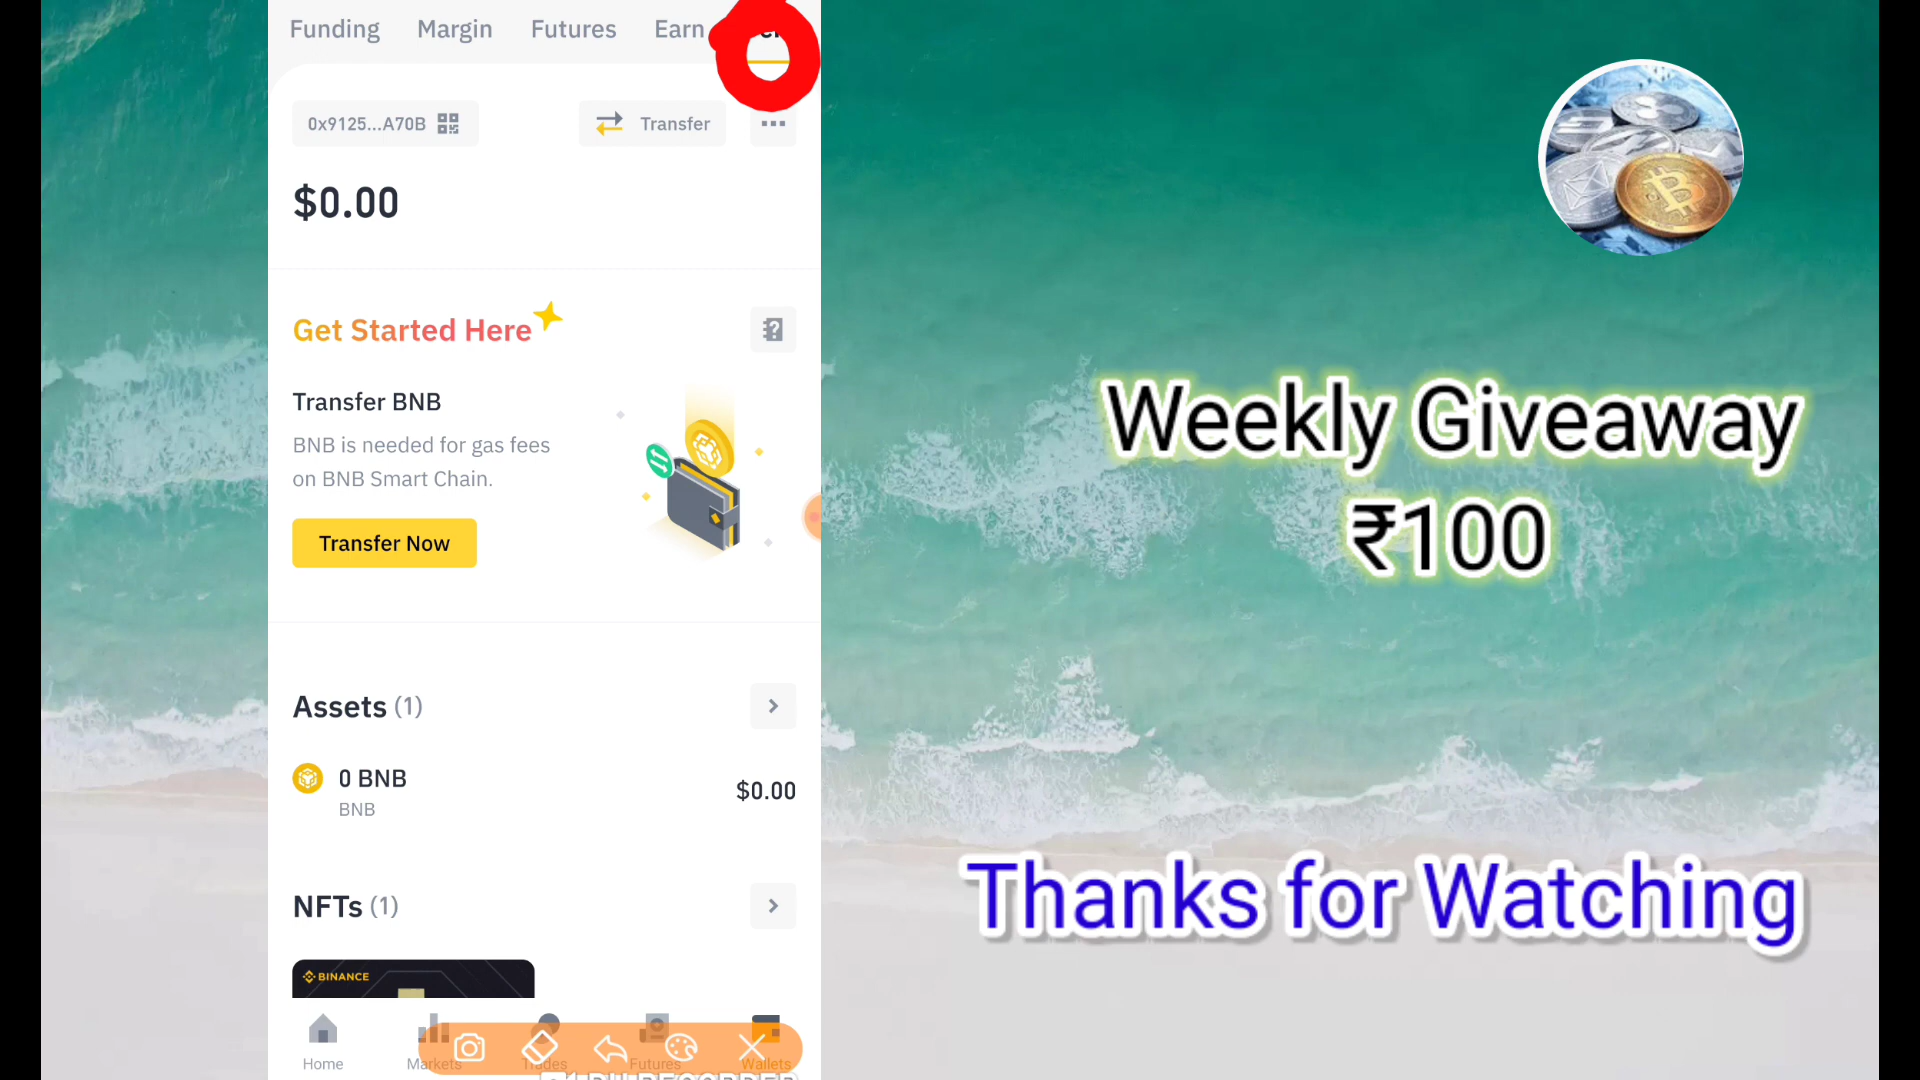 Funding Margin Futures Earn
0x9125...A70B Transfer
$0.00
Get Started Here
Transfer BNB
BNB is needed for gas fees
on BNB Smart Chain.
Transfer Now
Assets (1)
0 BNB
BNB
$0.00
NFTs (1)
BINANCE
Home Markets Trades Futures Wallets
Weekly Giveaway
₹100
Thanks for Watching